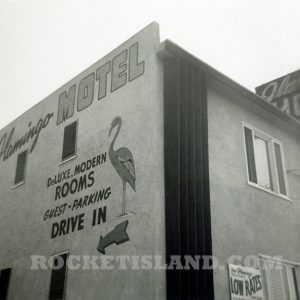 Flamingo MOTEL
DELUXE, MODERN
ROOMS
GUEST-PARKING
DRIVE IN
LOW RATES
ROCKETISLAND.COM